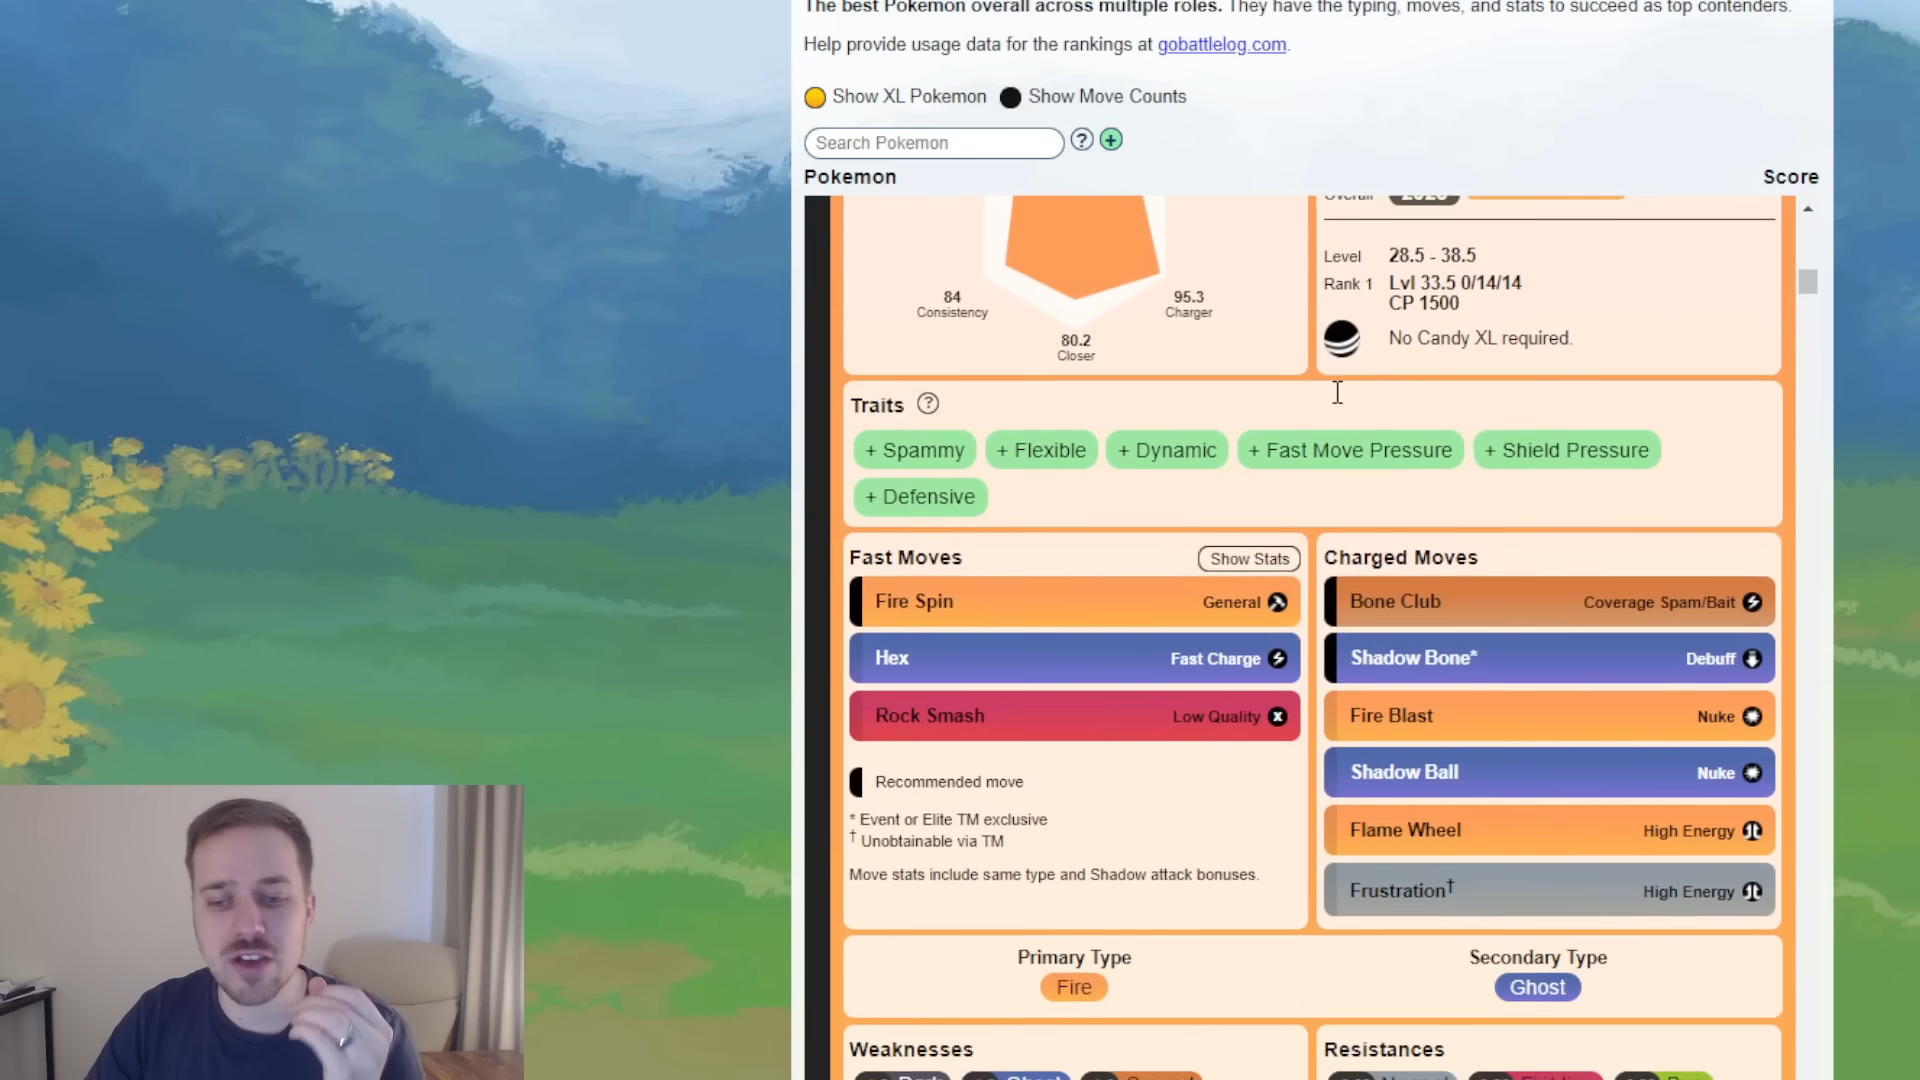 The best Pokemon overall across multiple roles. They have the typing, moves, and stats to succeed as top contenders.
Help provide usage data for the rankings at gobattlelog.com.
Show XL Pokemon Show Move Counts
Search Pokemon ? +
Pokemon Score
Overall
Level 28.5 - 38.5
Rank 1 Lvl 33.5 0/14/14
CP 1500
No Candy XL required.
84
Consistency
95.3
Charger
80.2
Closer
Traits ?
+ Spammy + Flexible + Dynamic + Fast Move Pressure + Shield Pressure
+ Defensive
Fast Moves Show Stats
Fire Spin General
Hex Fast Charge
Rock Smash Low Quality
Recommended move
* Event or Elite TM exclusive
† Unobtainable via TM
Move stats include same type and Shadow attack bonuses.
Charged Moves
Bone Club Coverage Spam/Bait
Shadow Bone* Debuff
Fire Blast Nuke
Shadow Ball Nuke
Flame Wheel High Energy
Frustration† High Energy
Primary Type
Fire
Secondary Type
Ghost
Weaknesses
Resistances